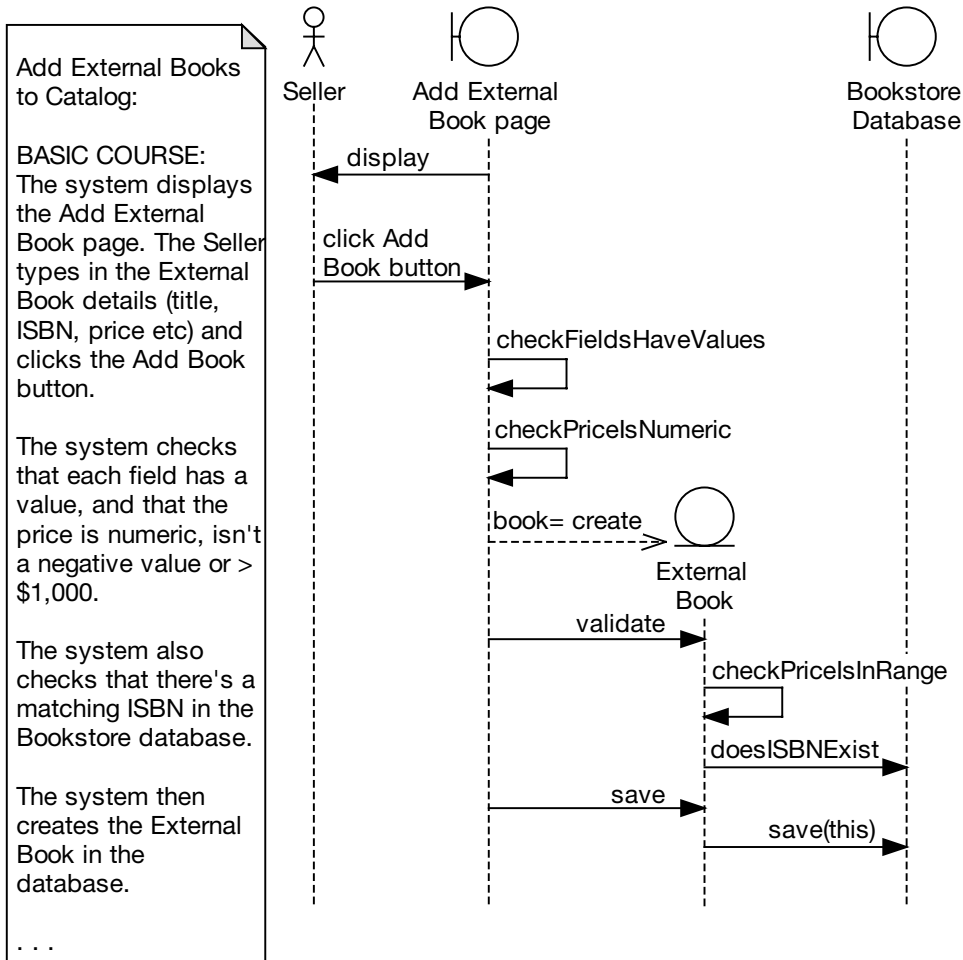 Add External Books
to Catalog:
BASIC COURSE:
The system displays
the Add External
Book page. The Seller
types in the External
Book details (title,
ISBN, price etc) and
clicks the Add Book
button.
The system checks
that each field has a
value, and that the
price is numeric, isn't
a negative value or >
$1,000.
The system also
checks that there's a
matching ISBN in the
Bookstore database.
The system then
creates the External
Book in the
database.
. . .
Seller
Add External
Book page
Bookstore
Database
display
click Add
Book button
checkFieldsHaveValues
checkPriceIsNumeric
book= create
External
Book
validate
checkPriceIsInRange
doesISBNExist
save
save(this)